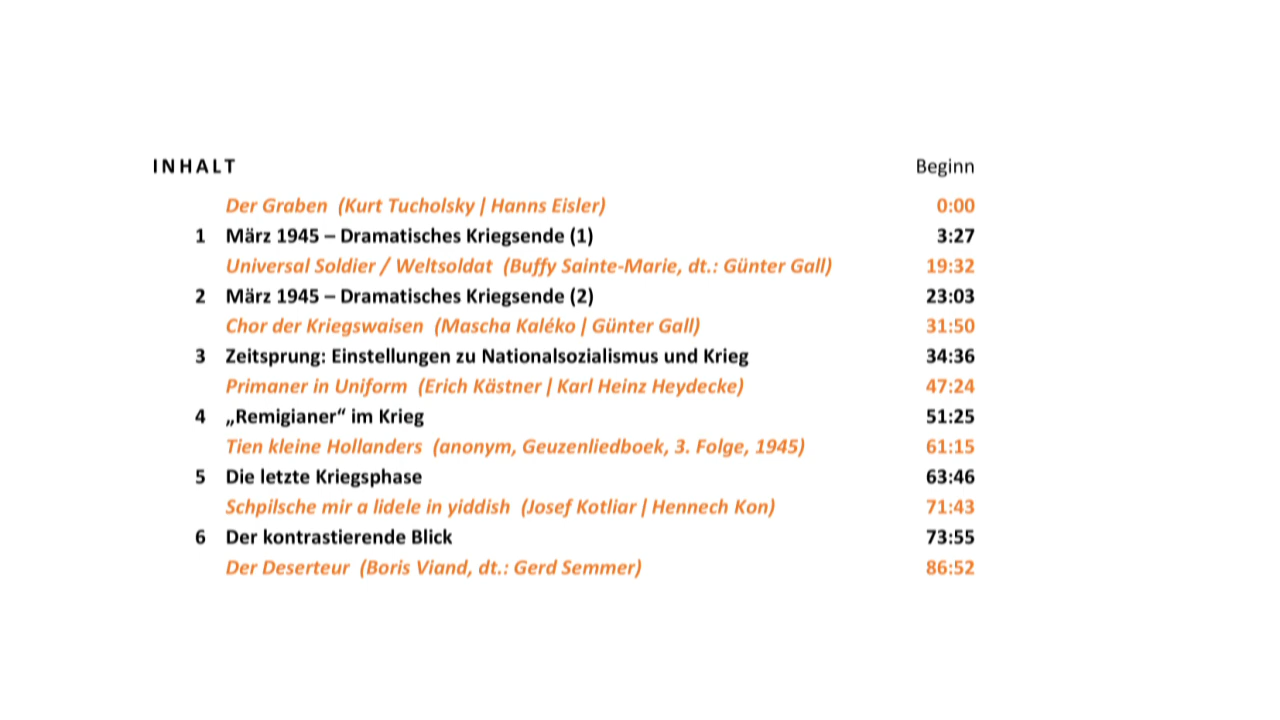 INHALT Beginn
Der Graben (Kurt Tucholsky | Hanns Eisler) 0:00
1 März 1945 – Dramatisches Kriegsende (1) 3:27
Universal Soldier / Weltsoldat (Buffy Sainte-Marie, dt.: Günter Gall) 19:32
2 März 1945 – Dramatisches Kriegsende (2) 23:03
Chor der Kriegswaisen (Mascha Kaléko | Günter Gall) 31:50
3 Zeitsprung: Einstellungen zu Nationalsozialismus und Krieg 34:36
Primaner in Uniform (Erich Kästner | Karl Heinz Heydecke) 47:24
4 „Remigianer“ im Krieg 51:25
Tien kleine Hollanders (anonym, Geuzenliedboek, 3. Folge, 1945) 61:15
5 Die letzte Kriegsphase 63:46
Schpilsche mir a lidele in yiddish (Josef Kotliar | Hennech Kon) 71:43
6 Der kontrastierende Blick 73:55
Der Deserteur (Boris Viand, dt.: Gerd Semmer) 86:52